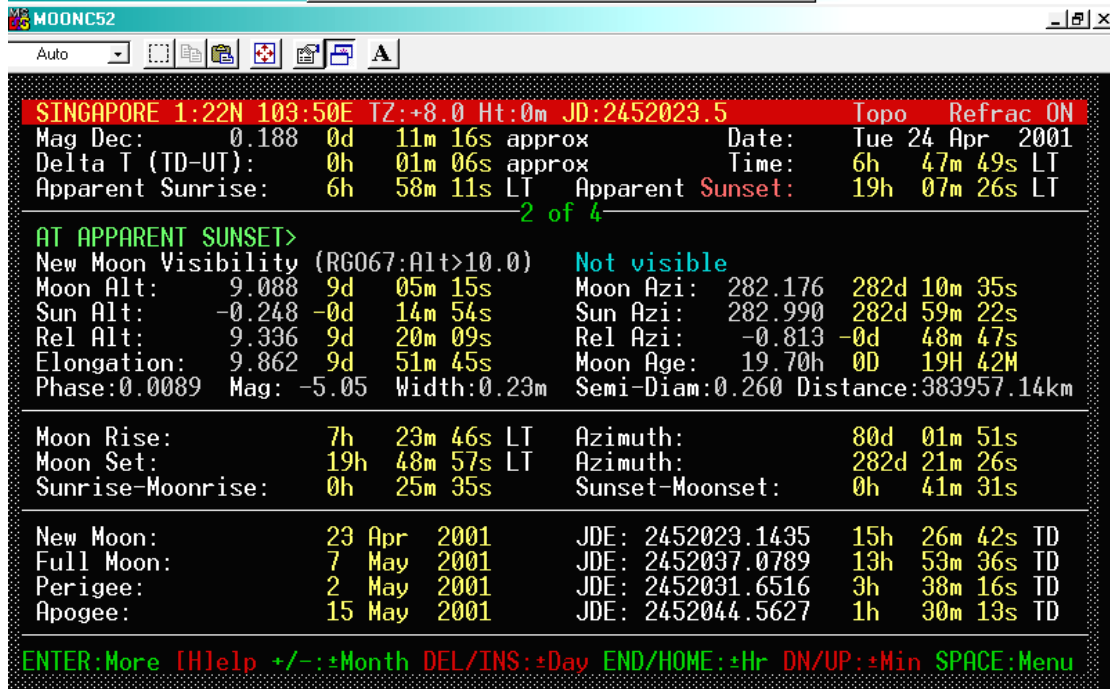 MOONC52
Auto A
SINGAPORE 1:22N 103:50E TZ:+8.0 Ht:0m JD:2452023.5 Topo Refrac ON
Mag Dec: 0.188 0d 11m 16s approx Date: Tue 24 Apr 2001
Delta T (TD-UT): 0h 01m 06s approx Time: 6h 47m 49s LT
Apparent Sunrise: 6h 58m 11s LT Apparent Sunset: 19h 07m 26s LT
2 of 4
AT APPARENT SUNSET>
New Moon Visibility (RGO67:Alt>10.0) Not visible
Moon Alt: 9.088 9d 05m 15s Moon Azi: 282.176 282d 10m 35s
Sun Alt: -0.248 -0d 14m 54s Sun Azi: 282.990 282d 59m 22s
Rel Alt: 9.336 9d 20m 09s Rel Azi: -0.813 -0d 48m 47s
Elongation: 9.862 9d 51m 45s Moon Age: 19.70h 0D 19H 42M
Phase:0.0089 Mag: -5.05 Width:0.23m Semi-Diam:0.260 Distance:383957.14km
Moon Rise: 7h 23m 46s LT Azimuth: 80d 01m 51s
Moon Set: 19h 48m 57s LT Azimuth: 282d 21m 26s
Sunrise-Moonrise: 0h 25m 35s Sunset-Moonset: 0h 41m 31s
New Moon: 23 Apr 2001 JDE: 2452023.1435 15h 26m 42s TD
Full Moon: 7 May 2001 JDE: 2452037.0789 13h 53m 36s TD
Perigee: 2 May 2001 JDE: 2452031.6516 3h 38m 16s TD
Apogee: 15 May 2001 JDE: 2452044.5627 1h 30m 13s TD
ENTER:More [H]elp +/-:±Month DEL/INS:±Day END/HOME:±Hr DN/UP:±Min SPACE:Menu